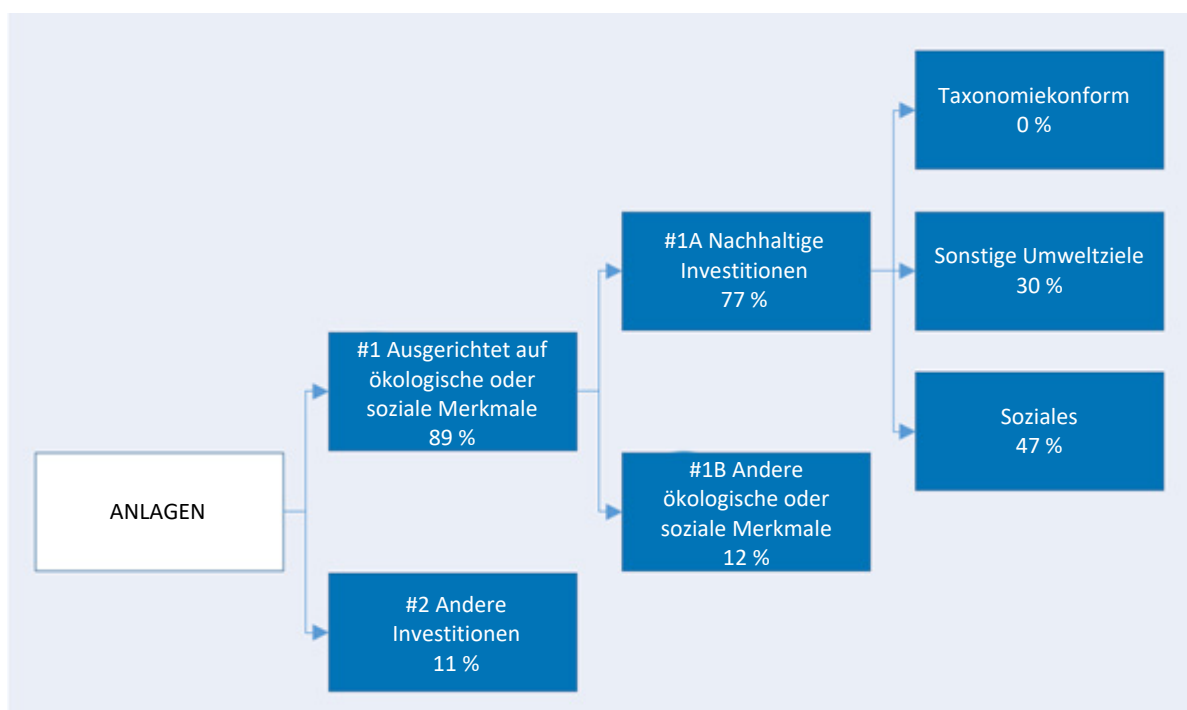 ANLAGEN
#1 Ausgerichtet auf
ökologische oder
soziale Merkmale
89 %
#2 Andere
Investitionen
11 %
#1A Nachhaltige
Investitionen
77 %
#1B Andere
ökologische oder
soziale Merkmale
12 %
Taxonomiekonform
0 %
Sonstige Umweltziele
30 %
Soziales
47 %